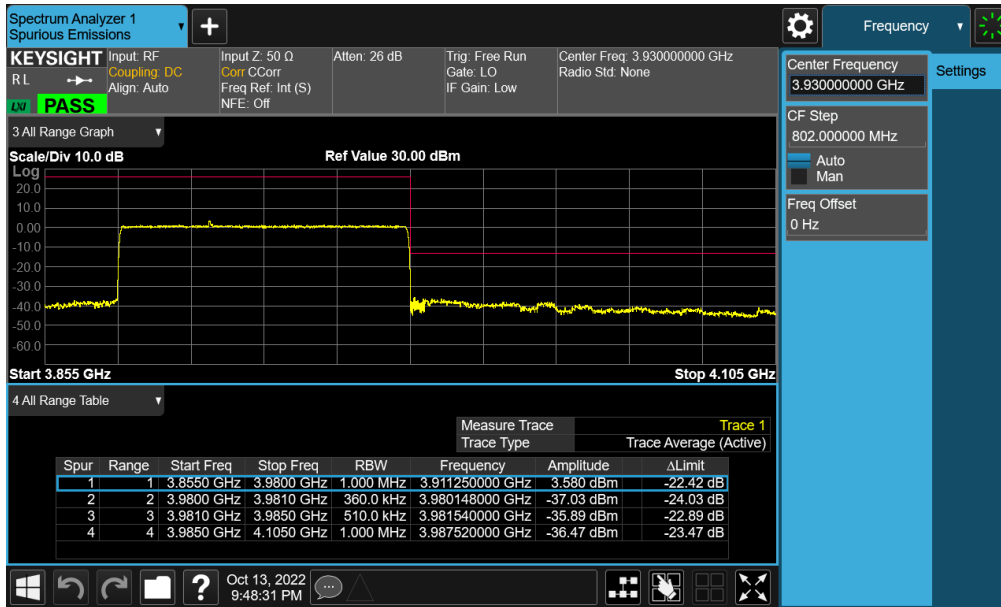 Spectrum Analyzer 1
Spurious Emissions
+
Frequency
KEYSIGHT
R L
LXI
PASS
Input: RF
Coupling: DC
Align: Auto
Input Z: 50 Ω
Corr CCorr
Freq Ref: Int (S)
NFE: Off
Atten: 26 dB
Trig: Free Run
Gate: LO
IF Gain: Low
Center Freq: 3.930000000 GHz
Radio Std: None
Center Frequency
3.930000000 GHz
Settings
CF Step
802.000000 MHz
Auto
Man
Freq Offset
0 Hz
3 All Range Graph
Scale/Div 10.0 dB
Ref Value 30.00 dBm
Log
20.0
10.0
0.00
-10.0
-20.0
-30.0
-40.0
-50.0
-60.0
Start 3.855 GHz
Stop 4.105 GHz
4 All Range Table
Measure Trace Trace 1
Trace Type Trace Average (Active)
Spur Range Start Freq Stop Freq RBW Frequency Amplitude ΔLimit
1 1 3.8550 GHz 3.9800 GHz 1.000 MHz 3.911250000 GHz 3.580 dBm -22.42 dB
2 2 3.9800 GHz 3.9810 GHz 360.0 kHz 3.980148000 GHz -37.03 dBm -24.03 dB
3 3 3.9810 GHz 3.9850 GHz 510.0 kHz 3.981540000 GHz -35.89 dBm -22.89 dB
4 4 3.9850 GHz 4.1050 GHz 1.000 MHz 3.987520000 GHz -36.47 dBm -23.47 dB
?
Oct 13, 2022
9:48:31 PM